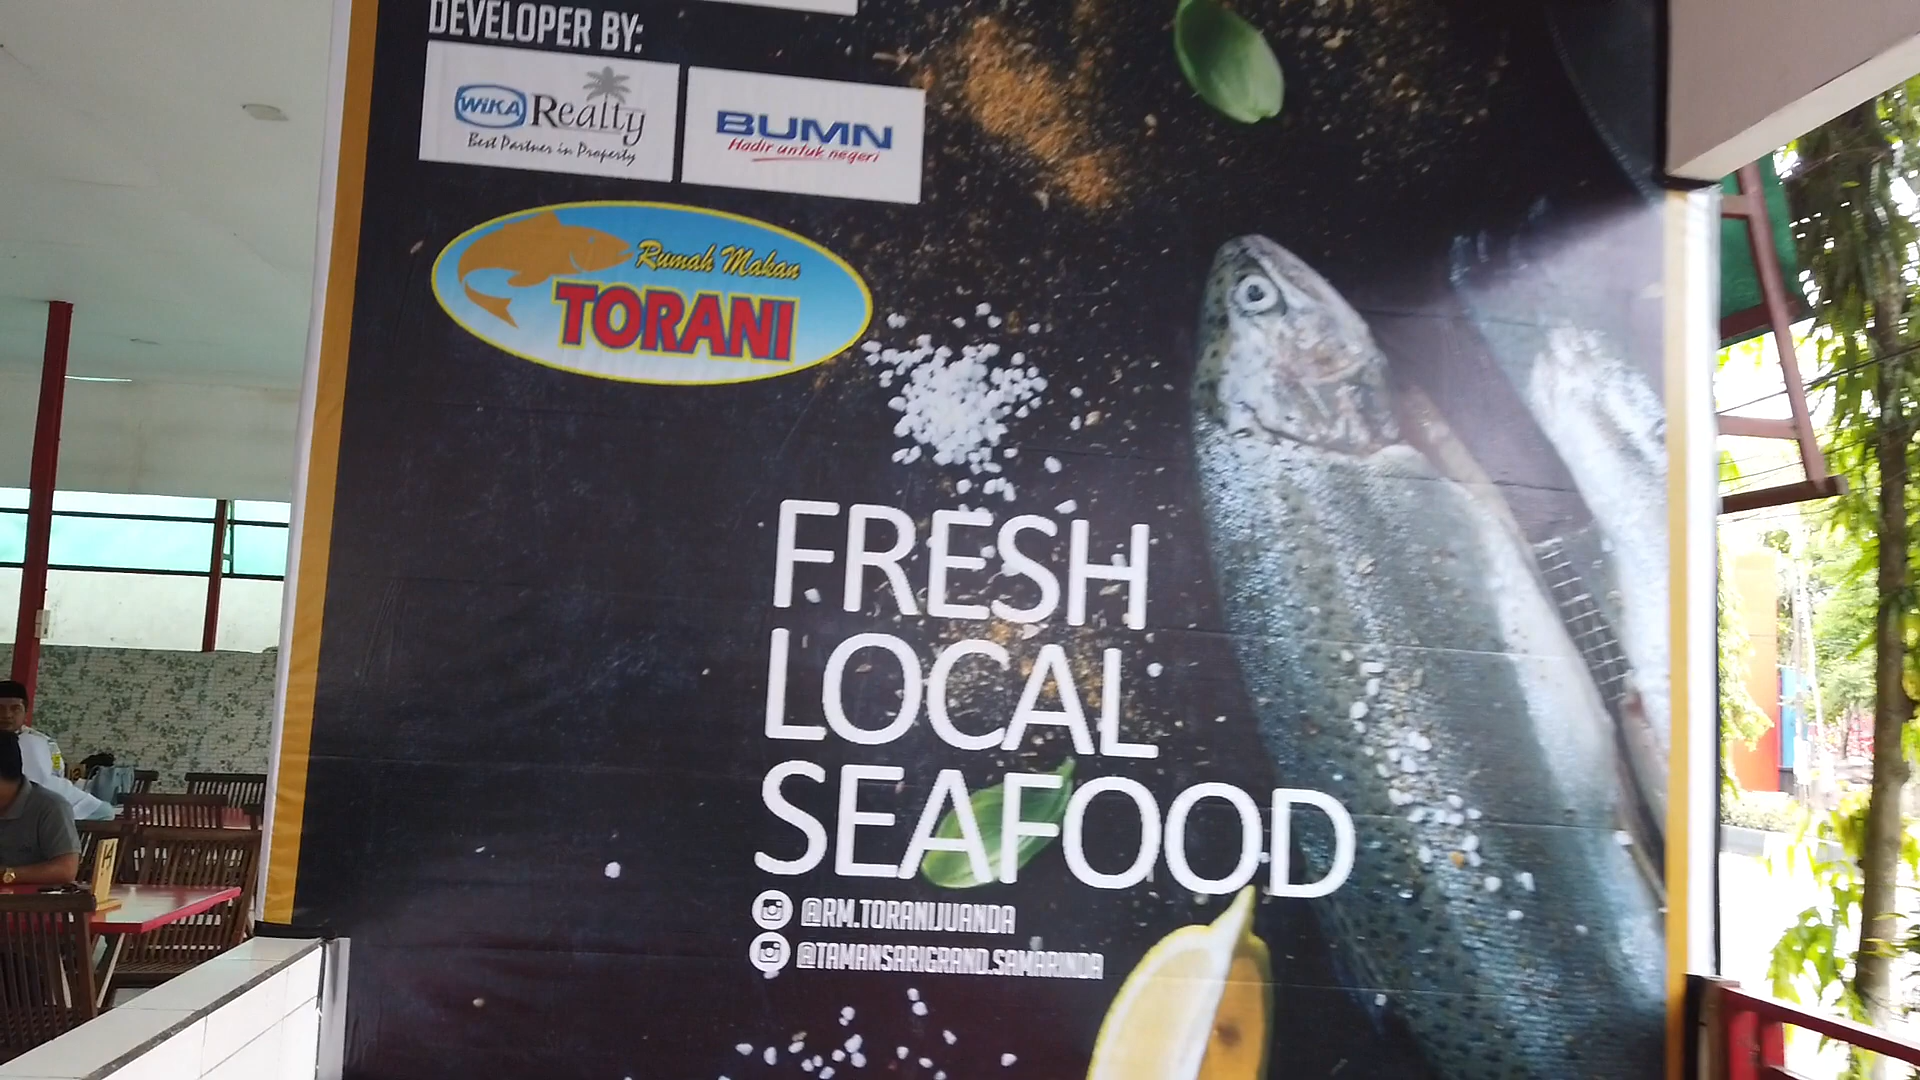 DEVELOPER BY:
WIKA Realty
Best Partner in Property
BUMN
Hadir untuk negeri
Rumah Makan
TORANI
FRESH
LOCAL
SEAFOOD
@RM.TORANIJUANDA
@TAMANSARIGRAND.SAMARINDA
14